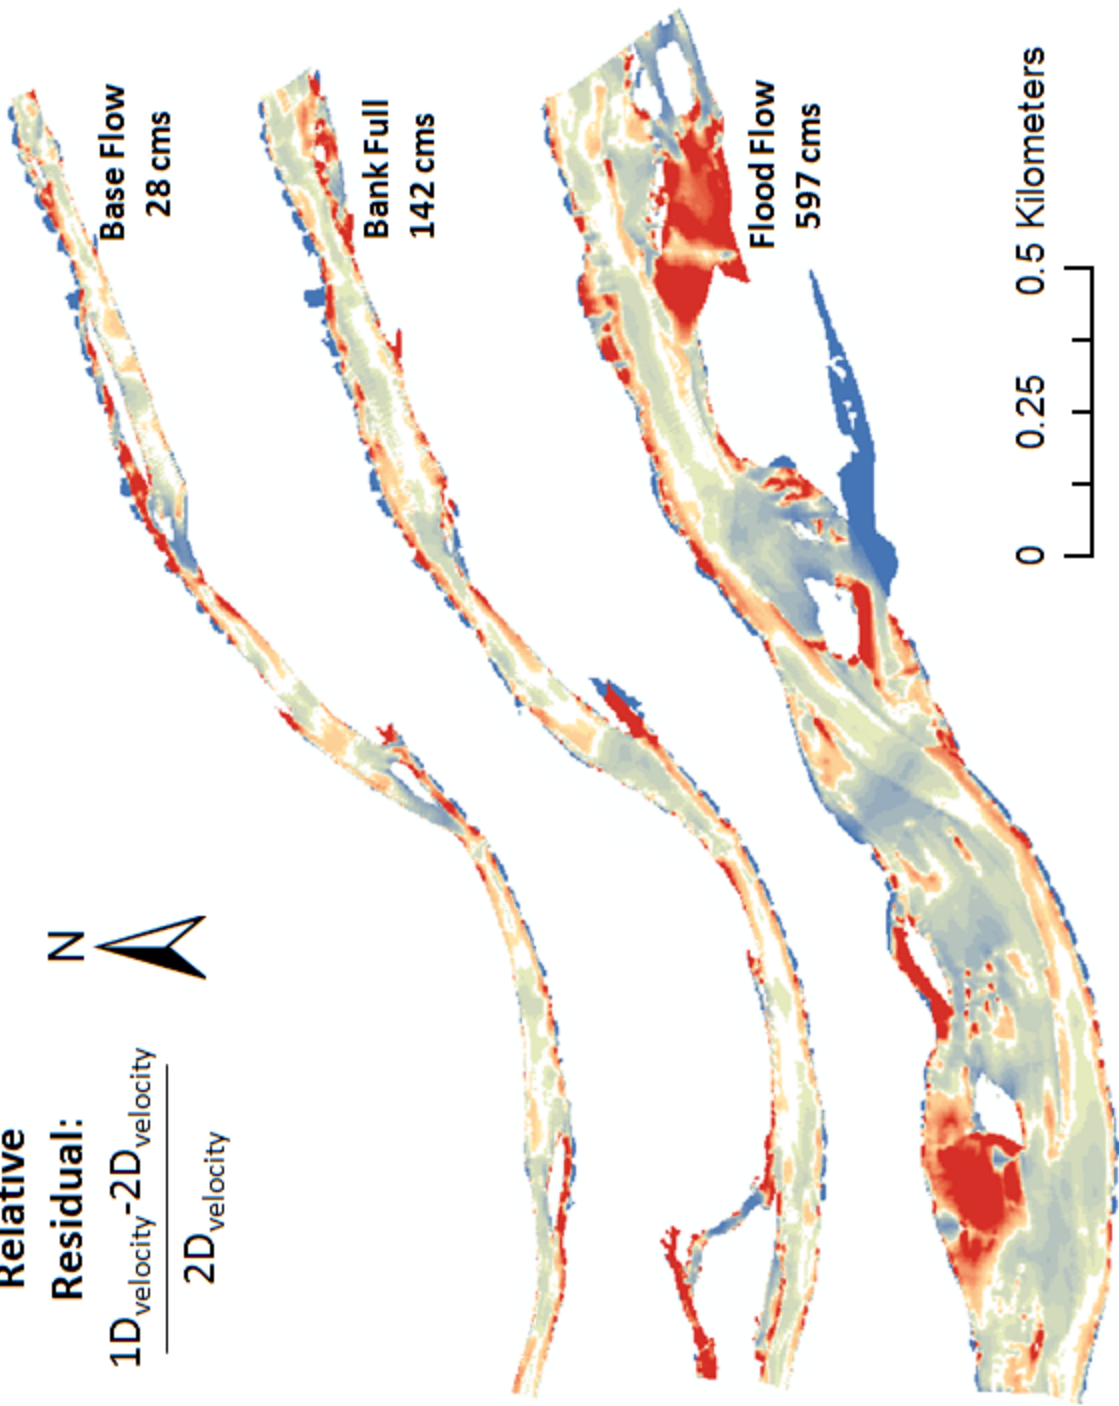 Relative
Residual:
1Dvelocity-2Dvelocity
2Dvelocity
N
Base Flow
28 cms
Bank Full
142 cms
Flood Flow
597 cms
0 0.25 0.5 Kilometers